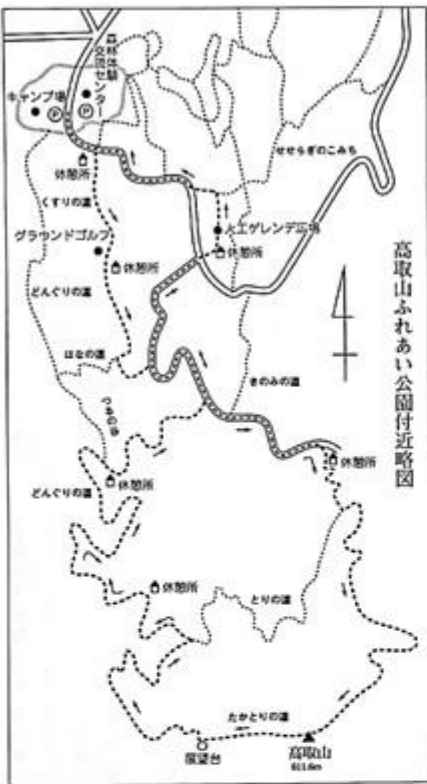 森林体験
交流センター
キャンプ場
P
P
休憩所
せせらぎのこみち
くすりの道
人工ゲレンデ広場
休憩所
グラウンドゴルフ
休憩所
どんぐりの道
高取山ふれあい公園付近略図
はなの道
きのみの道
休憩所
どんぐりの道
休憩所
休憩所
とりの道
たかとりの道
展望台
高取山
611.6m